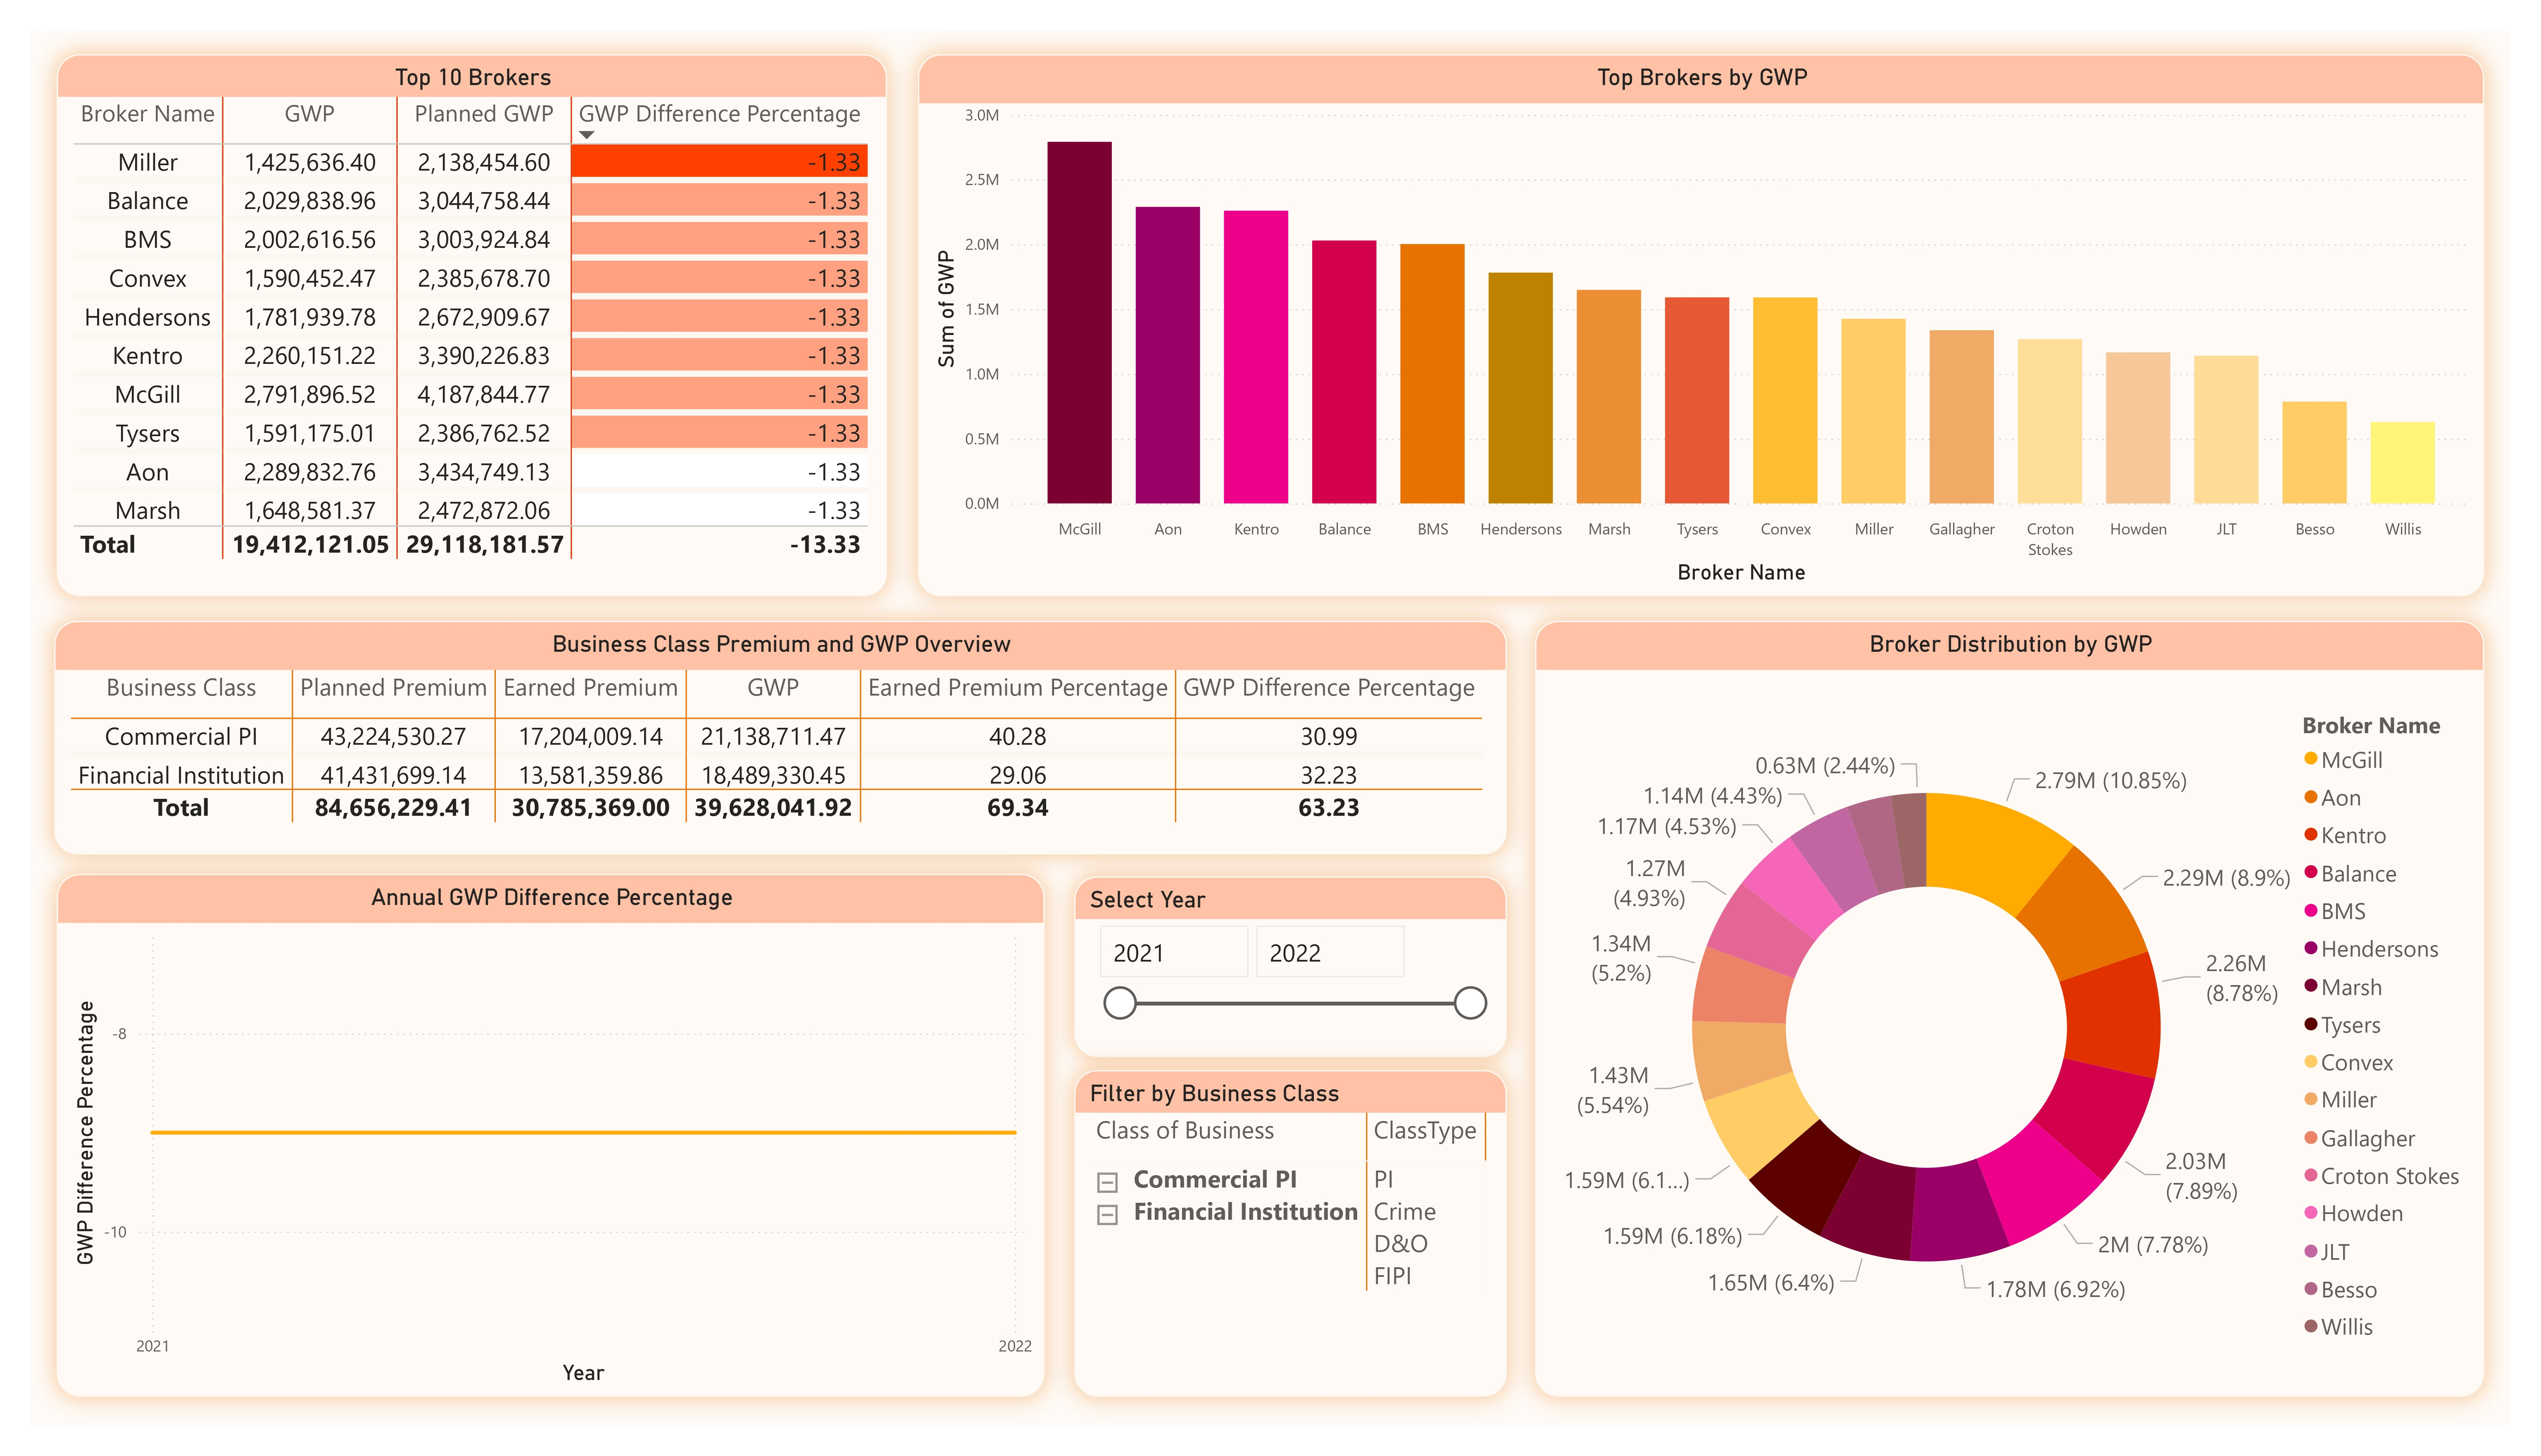 Top 10 Brokers
Broker Name GWP Planned GWP GWP Difference Percentage
Miller 1,425,636.40 2,138,454.60 -1.33
Balance 2,029,838.96 3,044,758.44 -1.33
BMS 2,002,616.56 3,003,924.84 -1.33
Convex 1,590,452.47 2,385,678.70 -1.33
Hendersons 1,781,939.78 2,672,909.67 -1.33
Kentro 2,260,151.22 3,390,226.83 -1.33
McGill 2,791,896.52 4,187,844.77 -1.33
Tysers 1,591,175.01 2,386,762.52 -1.33
Aon 2,289,832.76 3,434,749.13 -1.33
Marsh 1,648,581.37 2,472,872.06 -1.33
Total 19,412,121.05 29,118,181.57 -13.33
Top Brokers by GWP
Sum of GWP
3.0M
2.5M
2.0M
1.5M
1.0M
0.5M
0.0M
McGill Aon Kentro Balance BMS Hendersons Marsh Tysers Convex Miller Gallagher Croton Howden JLT Besso Willis
Stokes
Broker Name
Business Class Premium and GWP Overview
Business Class Planned Premium Earned Premium GWP Earned Premium Percentage GWP Difference Percentage
Commercial PI 43,224,530.27 17,204,009.14 21,138,711.47 40.28 30.99
Financial Institution 41,431,699.14 13,581,359.86 18,489,330.45 29.06 32.23
Total 84,656,229.41 30,785,369.00 39,628,041.92 69.34 63.23
Annual GWP Difference Percentage
GWP Difference Percentage
-8
-10
2021 2022
Year
Select Year
2021 2022
Filter by Business Class
Class of Business ClassType
Commercial PI PI
Financial Institution Crime
D&O
FIPI
Broker Distribution by GWP
2.79M (10.85%)
2.29M (8.9%)
2.26M
(8.78%)
2.03M
(7.89%)
2M (7.78%)
1.78M (6.92%)
1.65M (6.4%)
1.59M (6.18%)
1.59M (6.1...)
1.43M
(5.54%)
1.34M
(5.2%)
1.27M
(4.93%)
1.17M (4.53%)
1.14M (4.43%)
0.63M (2.44%)
Broker Name
McGill
Aon
Kentro
Balance
BMS
Hendersons
Marsh
Tysers
Convex
Miller
Gallagher
Croton Stokes
Howden
JLT
Besso
Willis